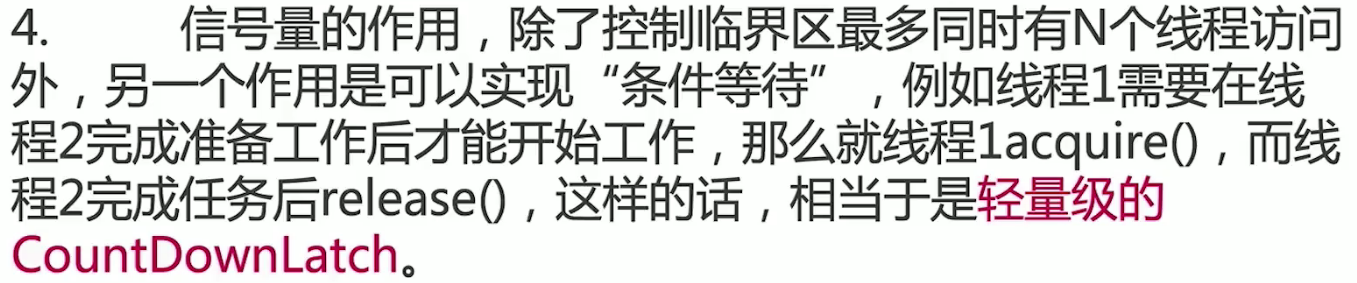 4. 信号量的作用，除了控制临界区最多同时有N个线程访问
外，另一个作用是可以实现“条件等待”，例如线程1需要在线
程2完成准备工作后才能开始工作，那么就线程1acquire()，而线
程2完成任务后release()，这样的话，相当于是轻量级的
CountDownLatch。